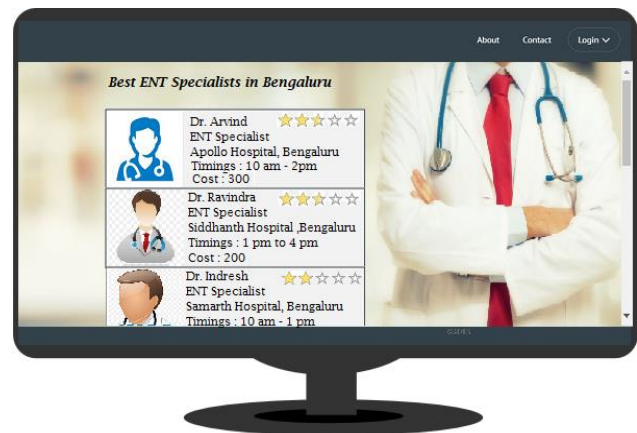 About Contact Login
Best ENT Specialists in Bengaluru
Dr. Arvind
ENT Specialist
Apollo Hospital, Bengaluru
Timings : 10 am - 2pm
Cost : 300
Dr. Ravindra
ENT Specialist
Siddhanth Hospital ,Bengaluru
Timings : 1 pm to 4 pm
Cost : 200
Dr. Indresh
ENT Specialist
Samarth Hospital, Bengaluru
Timings : 10 am - 1 pm